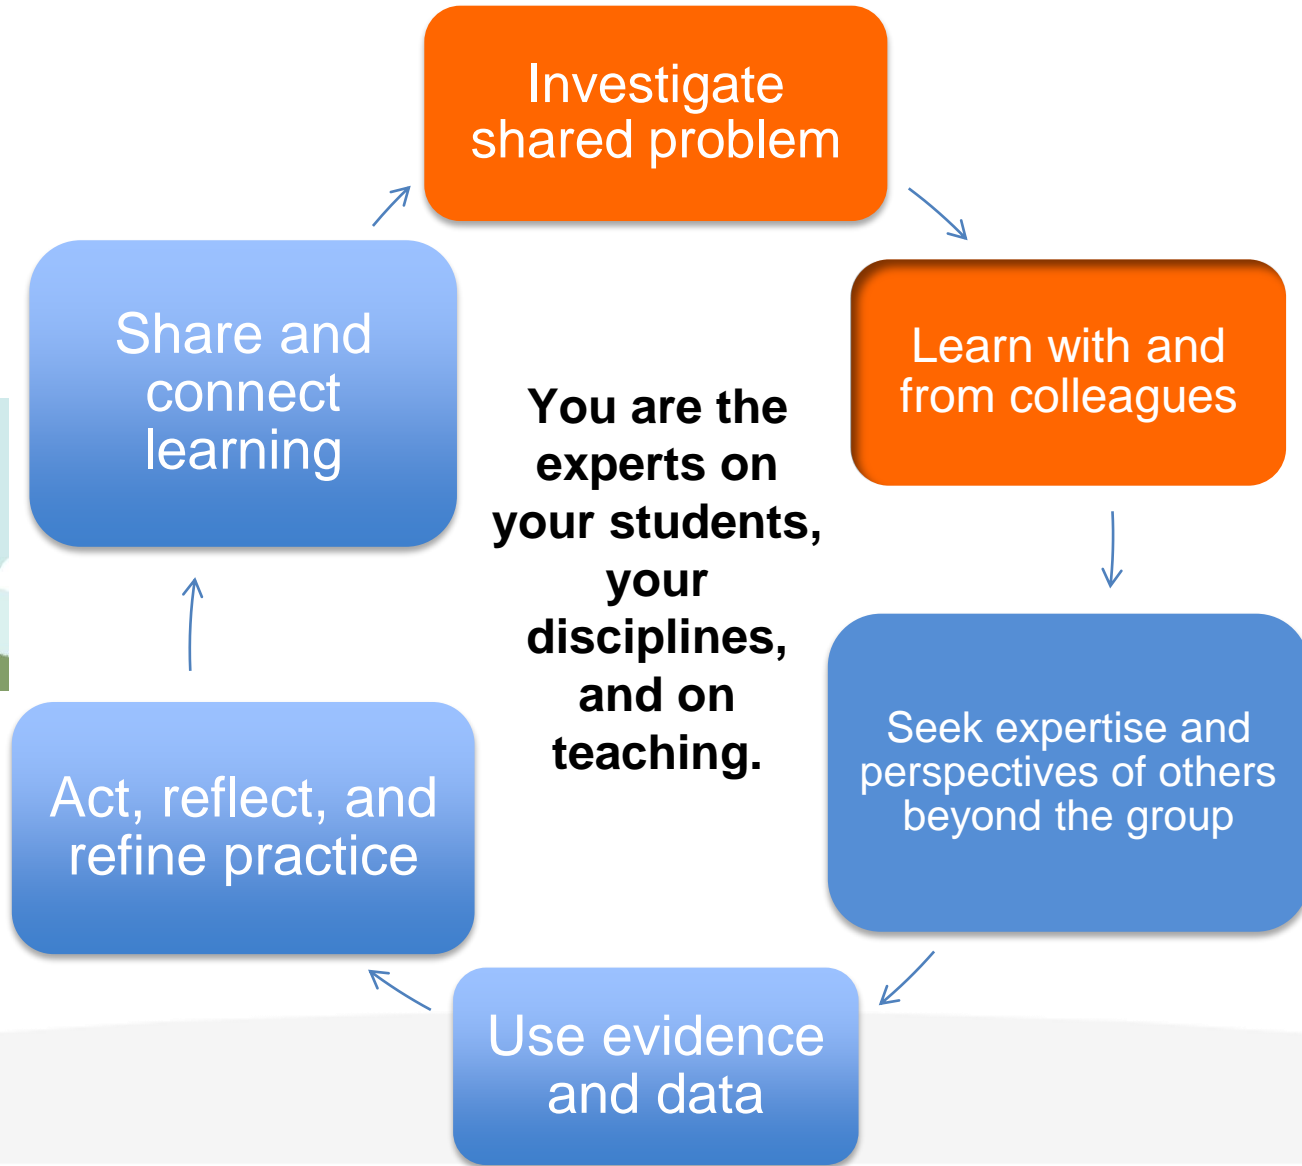 Investigate
shared problem
Learn with and
from colleagues
Seek expertise and
perspectives of others
beyond the group
Use evidence
and data
Act, reflect, and
refine practice
Share and
connect
learning
You are the
experts on
your students,
your
disciplines,
and on
teaching.